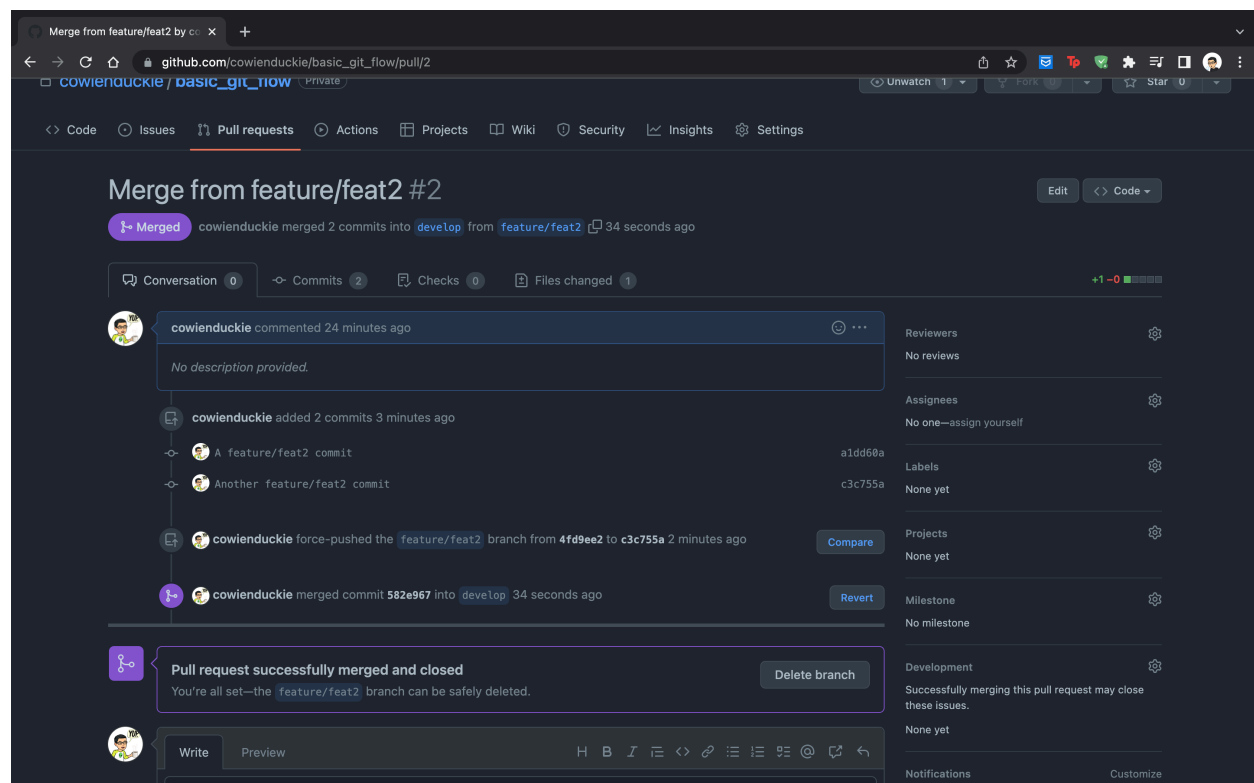 Merge from feature/feat2 by co
github.com/cowienduckie/basic_git_flow/pull/2
cowienduckie / basic_git_flow Private
Unwatch 1 Fork 0 Star 0
Code Issues Pull requests Actions Projects Wiki Security Insights Settings
Merge from feature/feat2 #2
Edit <> Code
Merged cowienduckie merged 2 commits into develop from feature/feat2 34 seconds ago
Conversation 0 Commits 2 Checks 0 Files changed 1 +1 −0
cowienduckie commented 24 minutes ago
No description provided.
cowienduckie added 2 commits 3 minutes ago
A feature/feat2 commit a1dd60a
Another feature/feat2 commit c3c755a
cowienduckie force-pushed the feature/feat2 branch from 4fd9ee2 to c3c755a 2 minutes ago Compare
cowienduckie merged commit 582e967 into develop 34 seconds ago Revert
Pull request successfully merged and closed
You're all set—the feature/feat2 branch can be safely deleted.
Delete branch
Write Preview H B I
Reviewers
No reviews
Assignees
No one—assign yourself
Labels
None yet
Projects
None yet
Milestone
No milestone
Development
Successfully merging this pull request may close
these issues.
None yet
Notifications Customize